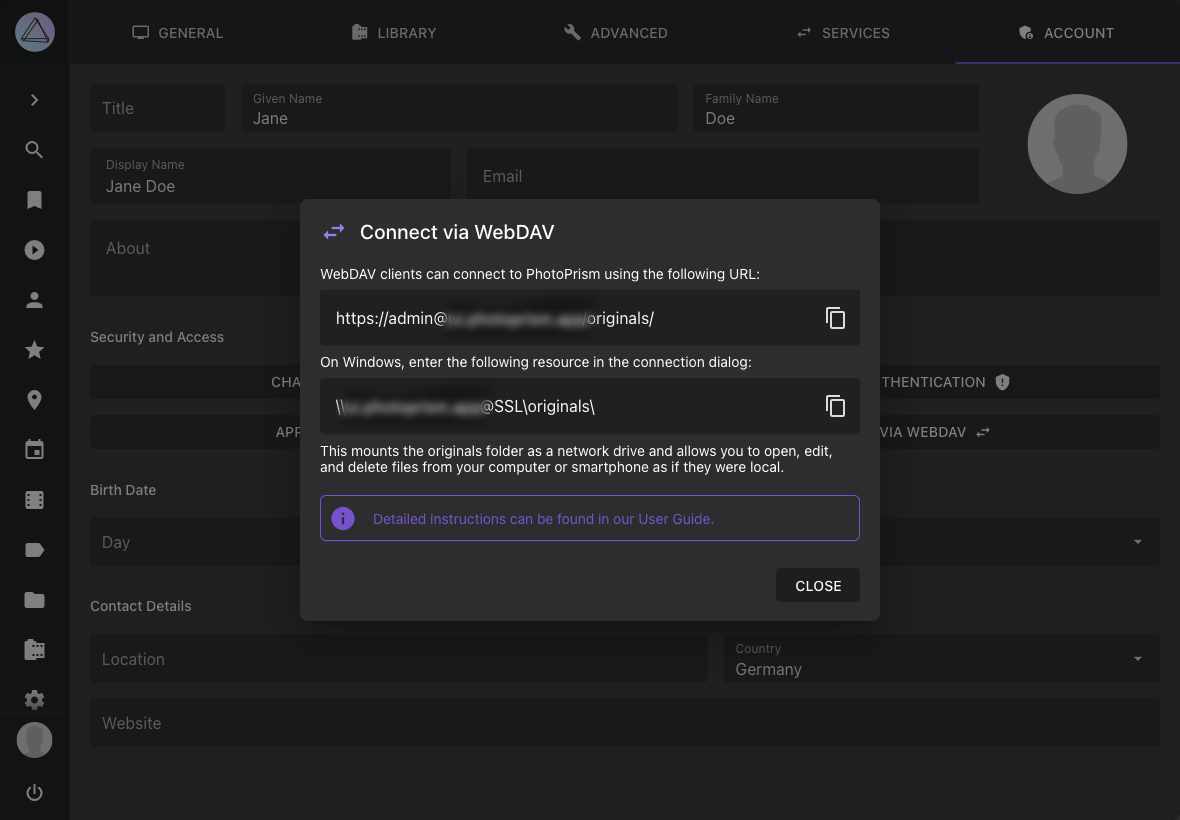 GENERAL
LIBRARY
ADVANCED
SERVICES
ACCOUNT
Title
Given Name
Jane
Family Name
Doe
Display Name
Jane Doe
Email
About
Connect via WebDAV
WebDAV clients can connect to PhotoPrism using the following URL:
https://admin@ originals/
On Windows, enter the following resource in the connection dialog:
\\ @SSL\originals\
This mounts the originals folder as a network drive and allows you to open, edit,
and delete files from your computer or smartphone as if they were local.
Detailed instructions can be found in our User Guide.
CLOSE
Security and Access
CHA
THENTICATION
APP
VIA WEBDAV
Birth Date
Day
Contact Details
Location
Country
Germany
Website